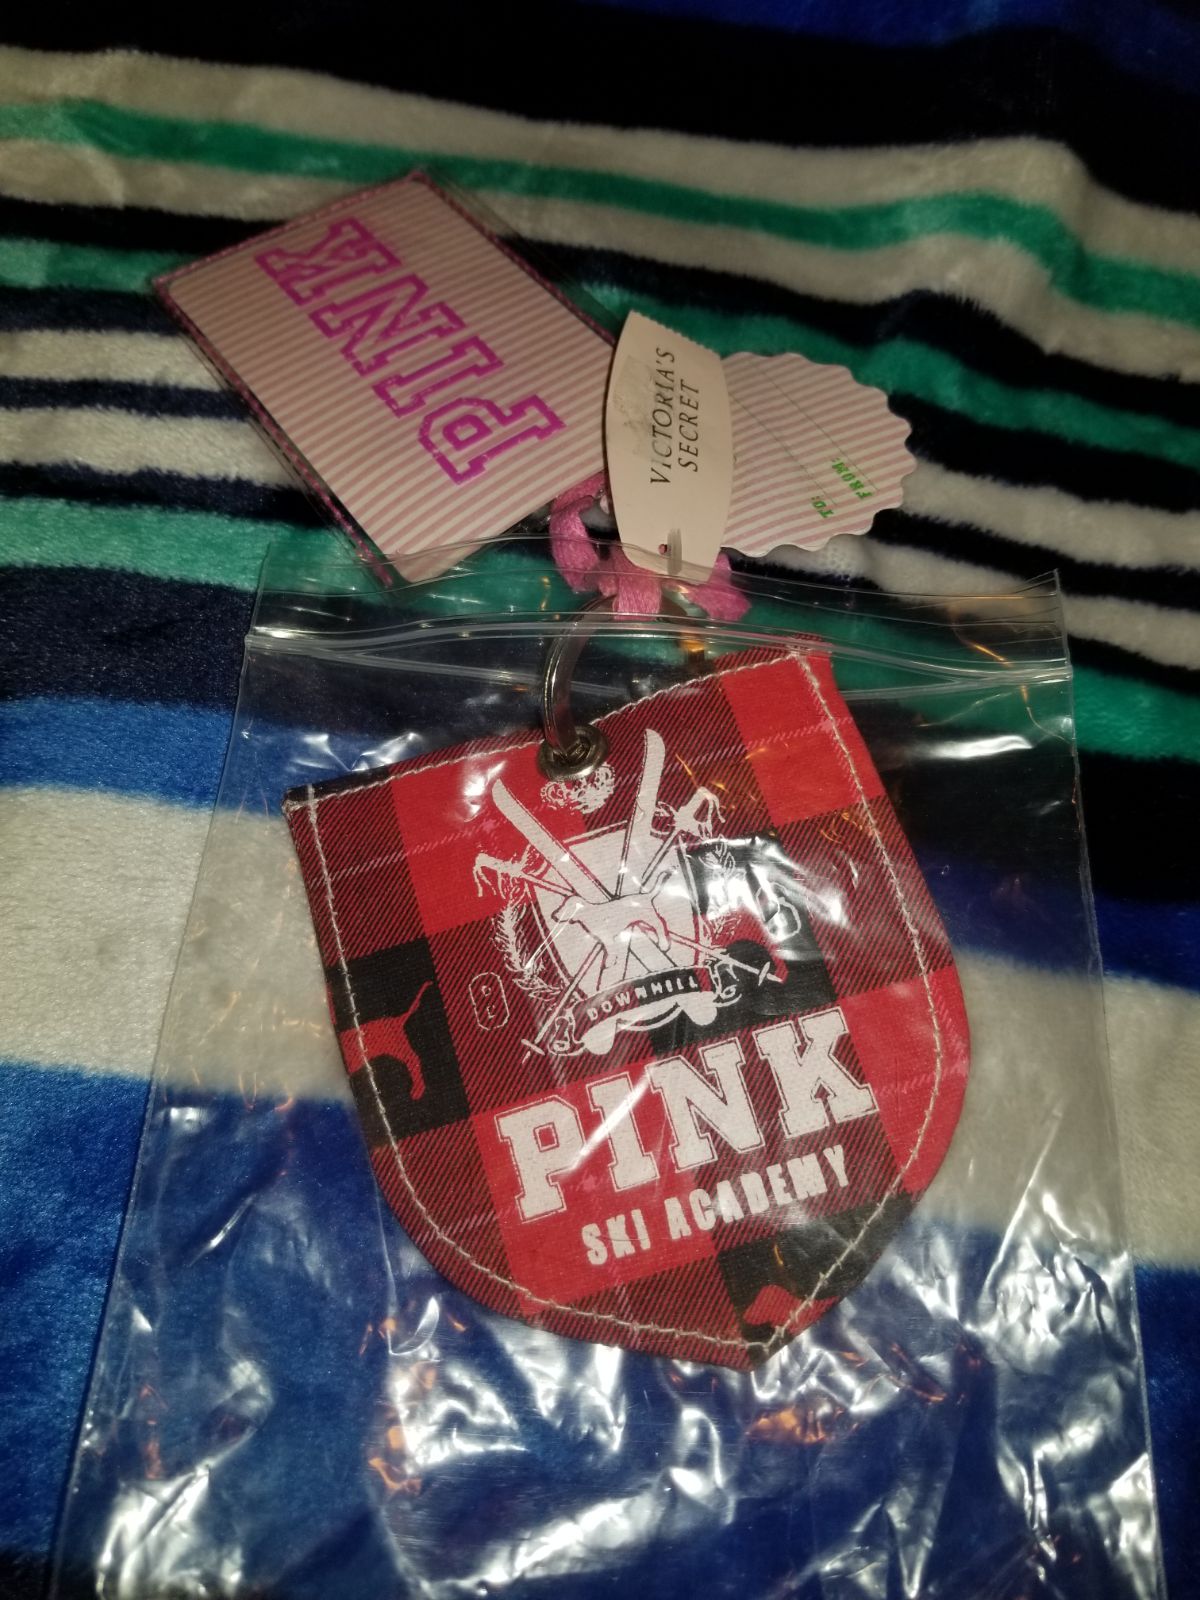 PINK
VICTORIA'S
SECRET
TO:
FROM:
DOWNHILL
PINK
SKI ACADEMY